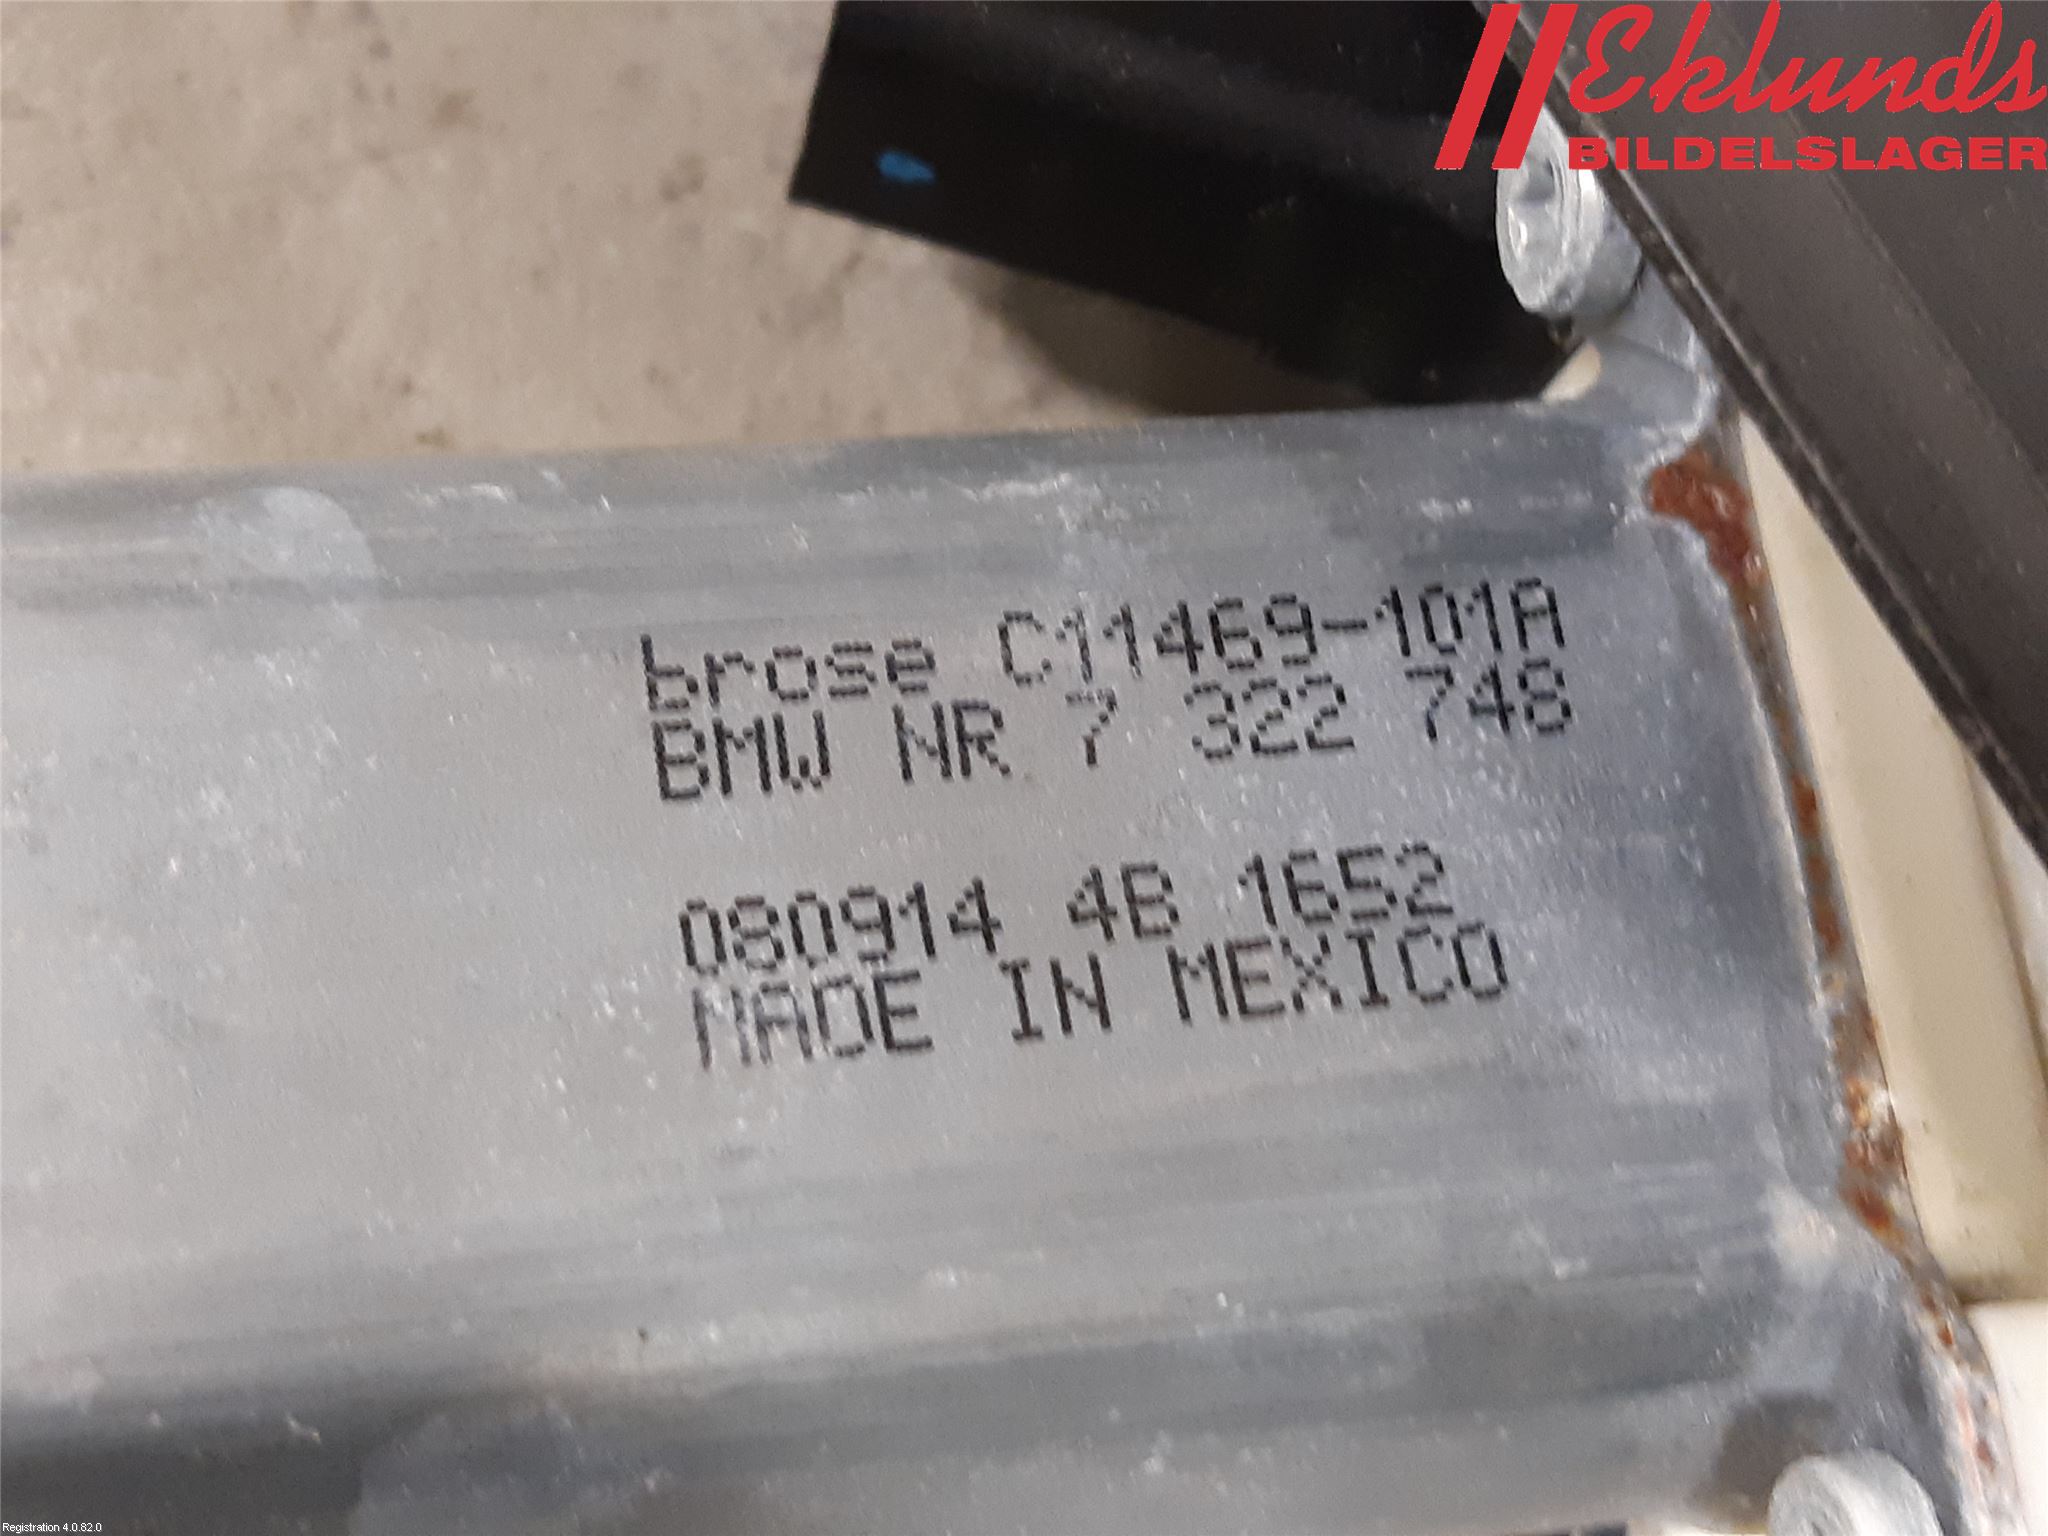 Eklunds
BILDELSLAGER
brose C11469-101A
BMW NR 7 322 748
080914 4B 1652
MADE IN MEXICO
Registration 4.0.82.0